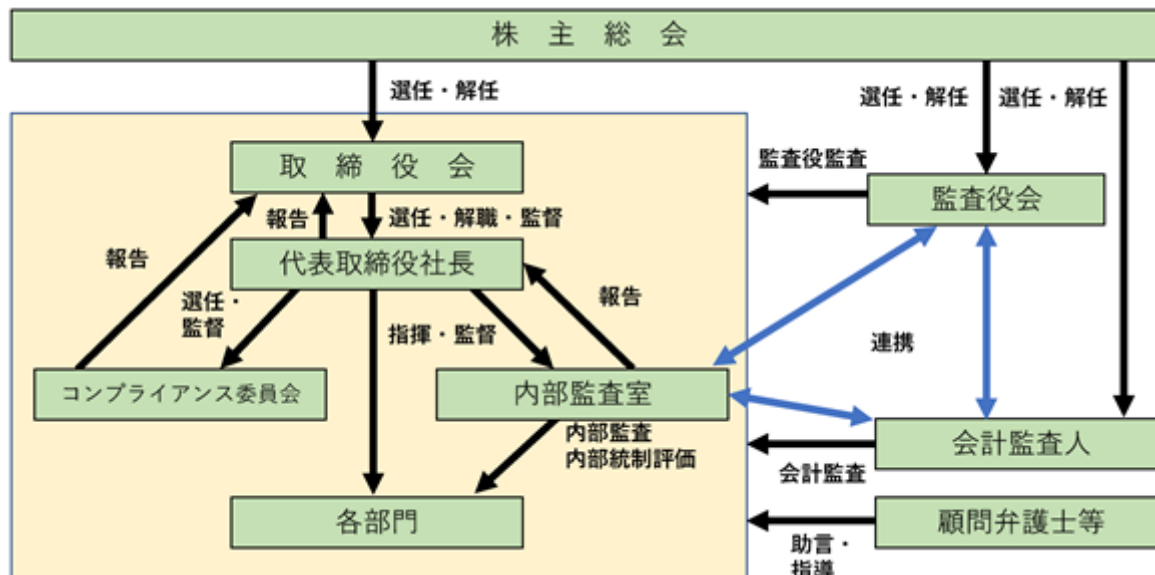 株主総会
選任・解任
選任・解任
選任・解任
取締役会
監査役監査
監査役会
報告
選任・解職・監督
報告
代表取締役社長
選任・
監督
報告
指揮・監督
連携
コンプライアンス委員会
内部監査室
内部監査
内部統制評価
会計監査人
会計監査
各部門
顧問弁護士等
助言・
指導